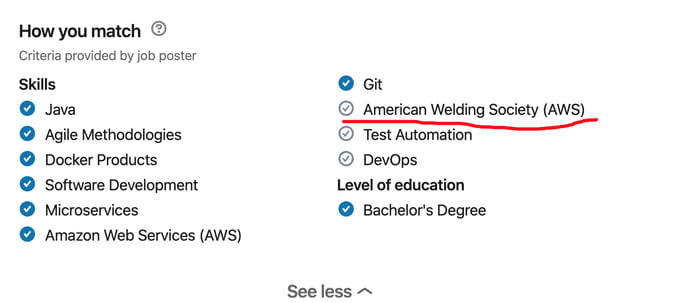 How you match
Criteria provided by job poster
Skills
Java
Agile Methodologies
Docker Products
Software Development
Microservices
Amazon Web Services (AWS)
Git
American Welding Society (AWS)
Test Automation
DevOps
Level of education
Bachelor's Degree
See less